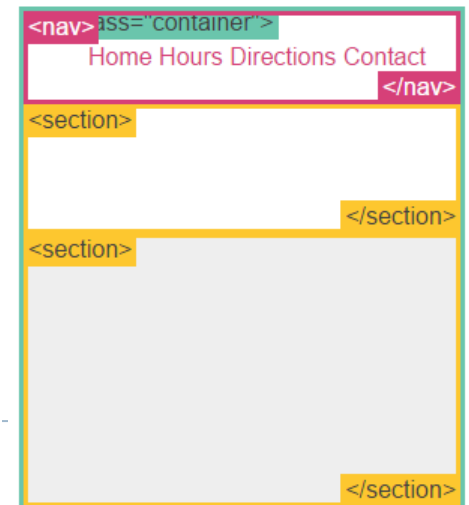 <nav> ass="container">
Home Hours Directions Contact
</nav>
<section>
</section>
<section>
</section>